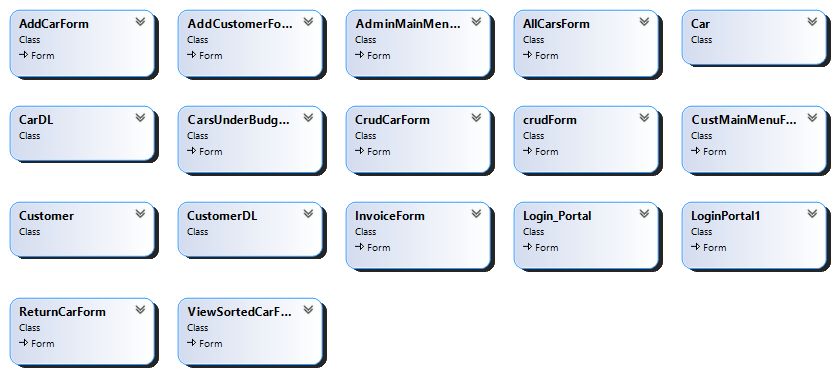 AddCarForm
Class
Form
AddCustomerFo...
Class
Form
AdminMainMen...
Class
Form
AllCarsForm
Class
Form
Car
Class
CarDL
Class
CarsUnderBudg...
Class
Form
CrudCarForm
Class
Form
crudForm
Class
Form
CustMainMenuF...
Class
Form
Customer
Class
CustomerDL
Class
InvoiceForm
Class
Form
Login_Portal
Class
Form
LoginPortal1
Class
Form
ReturnCarForm
Class
Form
ViewSortedCarF...
Class
Form